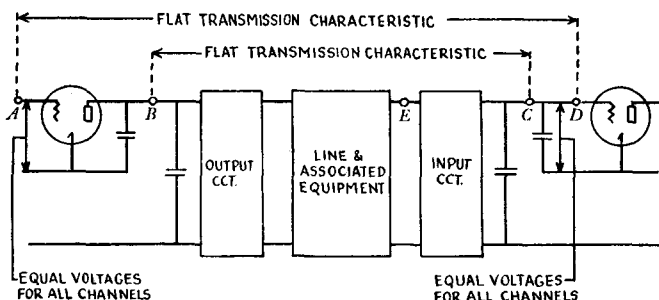 FLAT TRANSMISSION CHARACTERISTIC
FLAT TRANSMISSION CHARACTERISTIC
A
B
E
C
D
OUTPUT
CCT.
LINE &
ASSOCIATED
EQUIPMENT
INPUT
CCT.
EQUAL VOLTAGES
FOR ALL CHANNELS
EQUAL VOLTAGES
FOR ALL CHANNELS